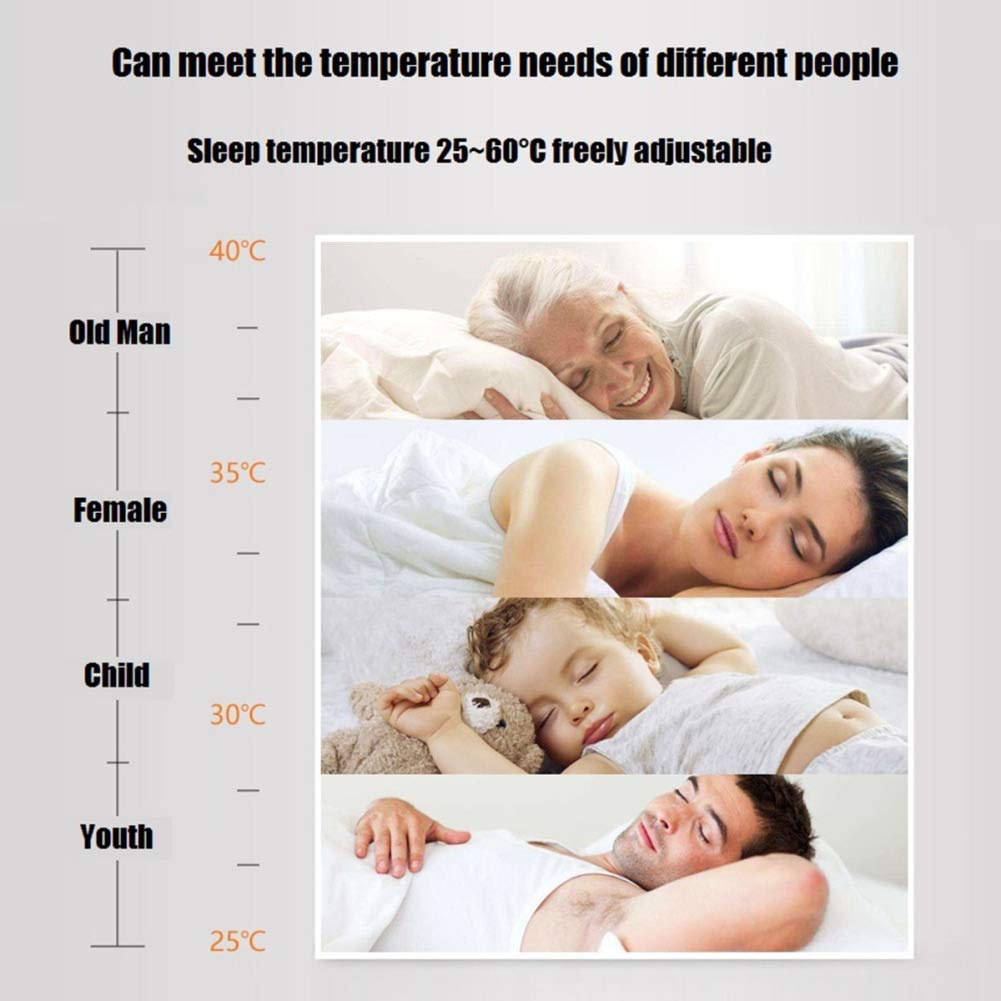 Can meet the temperature needs of different people
Sleep temperature 25~60°C freely adjustable
40°C
Old Man
35°C
Female
Child
30°C
Youth
25°C